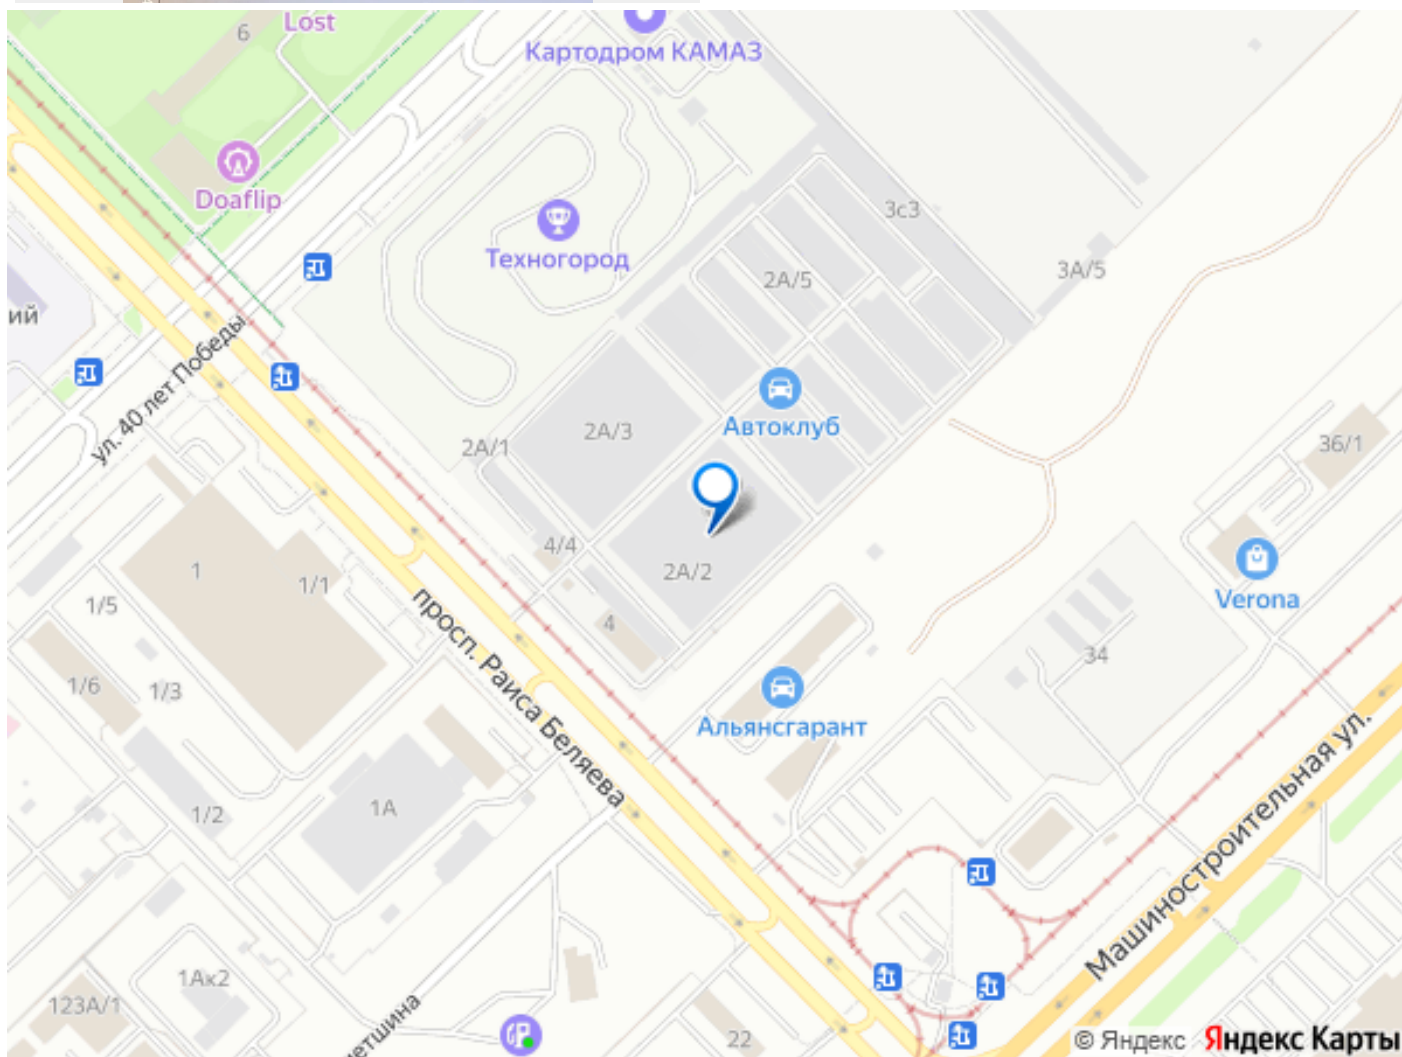 Lost
6
Картодром КАМАЗ
Doaflip
3с3
Техногород
2А/5
3А/5
ий
ул. 40 лет Победы
2А/1
2А/3
Автоклуб
36/1
4/4
2А/2
1
1/1
1/5
Verona
просп. Раиса Беляева
4
34
1/6
1/3
Альянсгарант
Машиностроительная ул.
1/2
1А
1Ак2
123А/1
етшина
22
© Яндекс Яндекс Карты